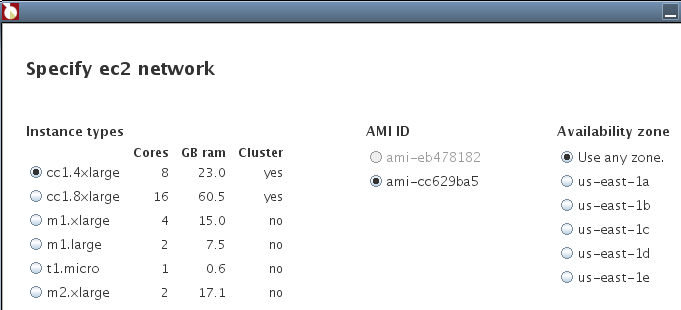 Specify ec2 network
Instance types
Cores GB ram Cluster
cc1.4xlarge 8 23.0 yes
cc1.8xlarge 16 60.5 yes
m1.xlarge 4 15.0 no
m1.large 2 7.5 no
t1.micro 1 0.6 no
m2.xlarge 2 17.1 no
AMI ID
ami-eb478182
ami-cc629ba5
Availability zone
Use any zone.
us-east-1a
us-east-1b
us-east-1c
us-east-1d
us-east-1e